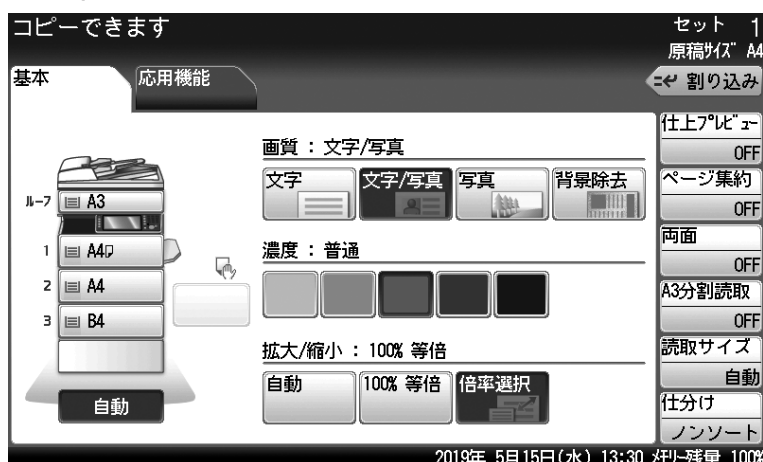 コピーできます
セット 1
原稿ｻｲｽﾞ A4
基本
応用機能
割り込み
画質 : 文字/写真
文字
文字/写真
写真
背景除去
濃度 : 普通
拡大/縮小 : 100% 等倍
自動
100% 等倍
倍率選択
ﾙｰﾌ A3
1 A4
2 A4
3 B4
自動
仕上ﾌﾟﾚﾋﾞｭｰ
OFF
ページ集約
OFF
両面
OFF
A3分割読取
OFF
読取サイズ
自動
仕分け
ノンソート
2019年 5月15日(水) 13:30 ﾒﾓﾘｰ残量 100%